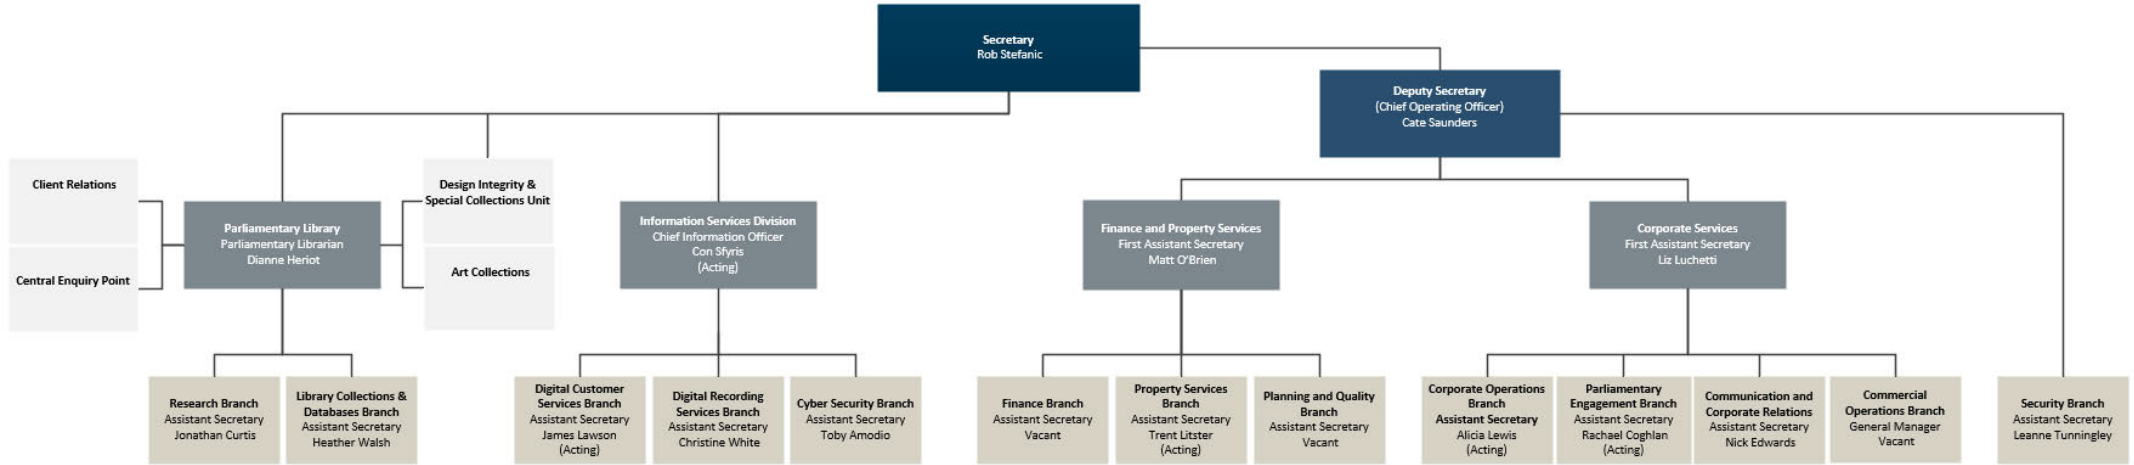 Secretary
Rob Stefanic
Deputy Secretary
(Chief Operating Officer)
Cate Saunders
Client Relations
Central Enquiry Point
Parliamentary Library
Parliamentary Librarian
Dianne Heriot
Design Integrity &
Special Collections Unit
Art Collections
Information Services Division
Chief Information Officer
Con Sfyris
(Acting)
Finance and Property Services
First Assistant Secretary
Matt O'Brien
Corporate Services
First Assistant Secretary
Liz Luchetti
Research Branch
Assistant Secretary
Jonathan Curtis
Library Collections &
Databases Branch
Assistant Secretary
Heather Walsh
Digital Customer
Services Branch
Assistant Secretary
James Lawson
(Acting)
Digital Recording
Services Branch
Assistant Secretary
Christine White
Cyber Security Branch
Assistant Secretary
Toby Amodio
Finance Branch
Assistant Secretary
Vacant
Property Services
Branch
Assistant Secretary
Trent Litster
(Acting)
Planning and Quality
Branch
Assistant Secretary
Vacant
Corporate Operations
Branch
Assistant Secretary
Alicia Lewis
(Acting)
Parliamentary
Engagement Branch
Assistant Secretary
Rachael Coghlan
(Acting)
Communication and
Corporate Relations
Assistant Secretary
Nick Edwards
Commercial
Operations Branch
General Manager
Vacant
Security Branch
Assistant Secretary
Leanne Tunningley